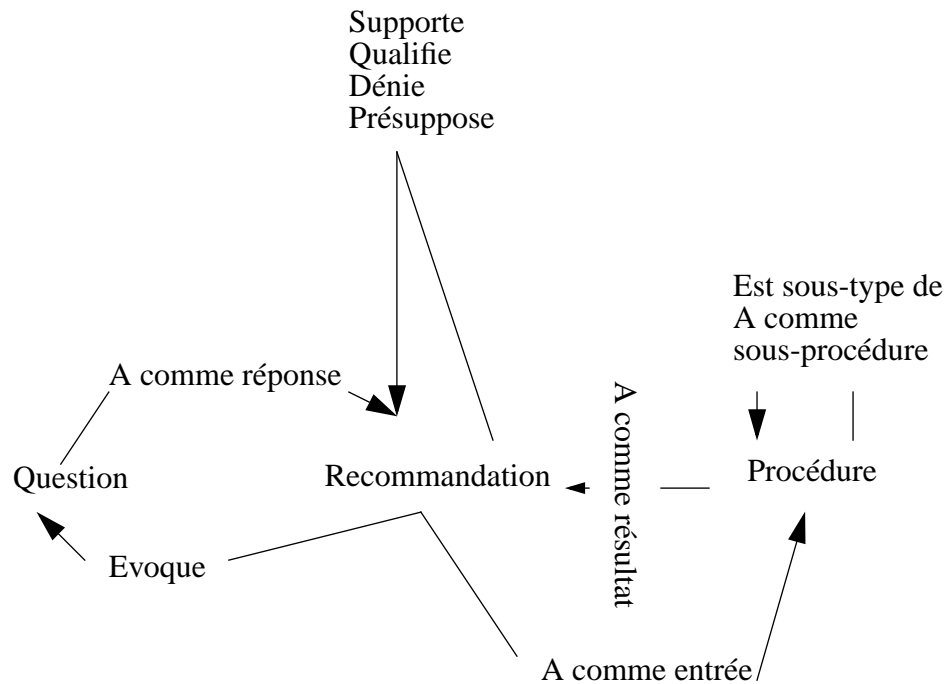 Supporte
Qualifie
Dénie
Présuppose
Est sous-type de
A comme
sous-procédure
A comme réponse
A comme résultat
Question
Recommandation
Procédure
Evoque
A comme entrée